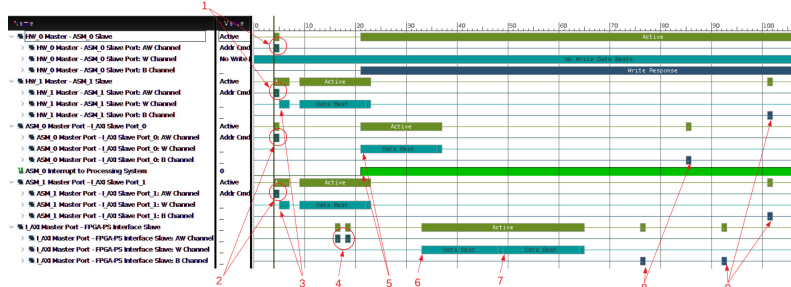 Name Value 0 10 20 30 40 50 60 70 80 90 100
1
HW_0 Master - ASM_0 Slave Active Active
HW_0 Master - ASM_0 Slave Port: AW Channel Addr Cmd
HW_0 Master - ASM_0 Slave Port: W Channel No Write No Write Data Beats
HW_0 Master - ASM_0 Slave Port: B Channel _ Write Response
HW_1 Master - ASM_1 Slave Active Active
HW_1 Master - ASM_1 Slave Port: AW Channel Addr Cmd
HW_1 Master - ASM_1 Slave Port: W Channel _ Data Beat
HW_1 Master - ASM_1 Slave Port: B Channel _
ASM_0 Master Port - I_AXI Slave Port_0 Active Active
ASM_0 Master Port - I_AXI Slave Port_0: AW Channel Addr Cmd
ASM_0 Master Port - I_AXI Slave Port_0: W Channel _ Data Beat
ASM_0 Master Port - I_AXI Slave Port_0: B Channel _
ASM_0 Interrupt to Processing System 0
ASM_1 Master Port - I_AXI Slave Port_1 Active Active
ASM_1 Master Port - I_AXI Slave Port_1: AW Channel Addr Cmd
ASM_1 Master Port - I_AXI Slave Port_1: W Channel _ Data Beat
ASM_1 Master Port - I_AXI Slave Port_1: B Channel _
I_AXI Master Port - FPGA-PS Interface Slave _ Active
I_AXI Master Port - FPGA-PS Interface Slave: AW Channel _
I_AXI Master Port - FPGA-PS Interface Slave: W Channel _ Data Beat Data Beat
I_AXI Master Port - FPGA-PS Interface Slave: B Channel _
2 3 4 5 6 7 8 9 9